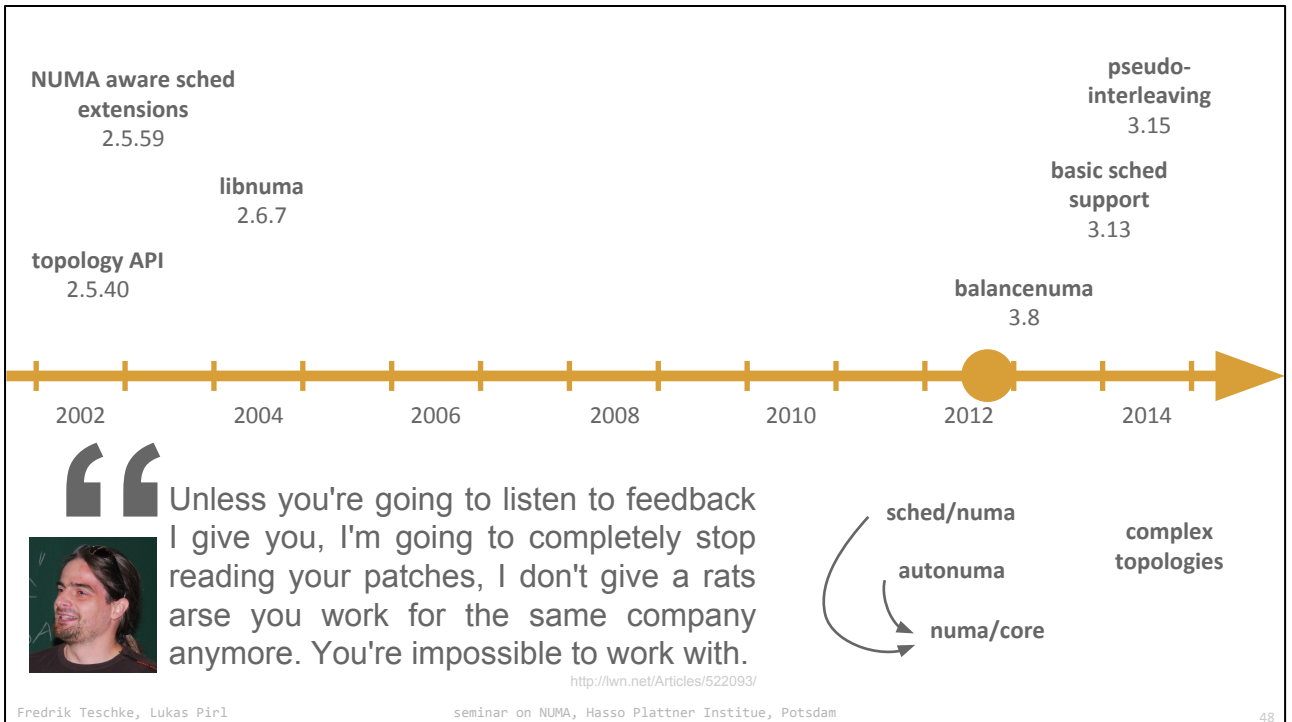 NUMA aware sched
extensions
2.5.59
libnuma
2.6.7
topology API
2.5.40
pseudo-
interleaving
3.15
basic sched
support
3.13
balancenuma
3.8
2002
2004
2006
2008
2010
2012
2014
“
Unless you're going to listen to feedback
I give you, I'm going to completely stop
reading your patches, I don't give a rats
arse you work for the same company
anymore. You're impossible to work with.
http://lwn.net/Articles/522093/
sched/numa
autonuma
numa/core
complex
topologies
Fredrik Teschke, Lukas Pirl
seminar on NUMA, Hasso Plattner Institue, Potsdam
48